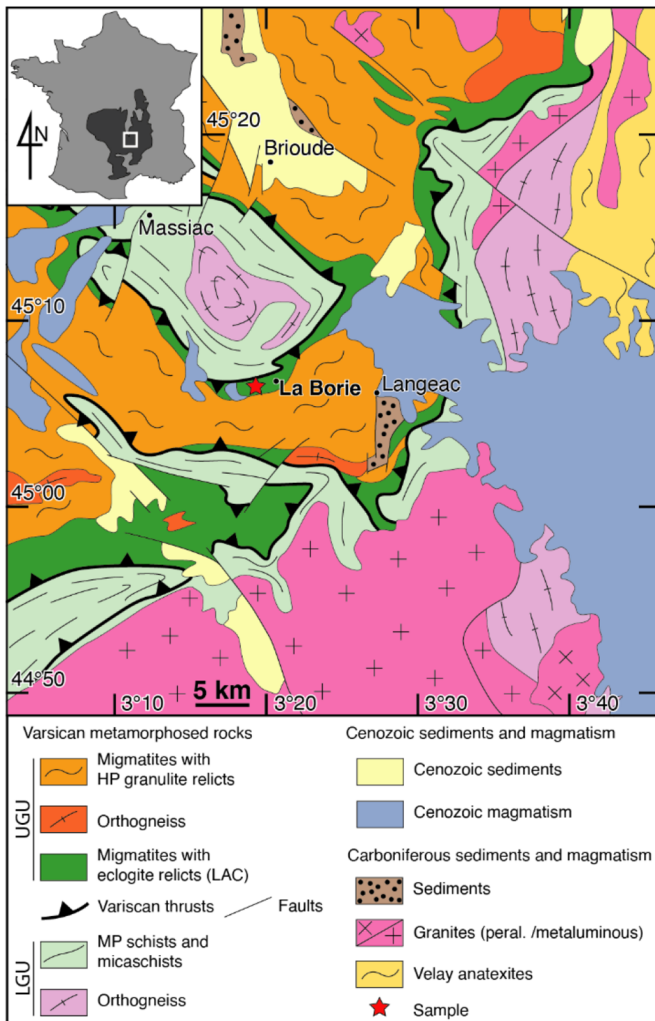 N
45°20
Brioude
Massiac
45°10
La Borie
Langeac
45°00
44°50
5 km
3°10
3°20
3°30
3°40
Varsican metamorphosed rocks
UGU
Migmatites with
HP granulite relicts
Orthogneiss
Migmatites with
eclogite relicts (LAC)
Variscan thrusts
Faults
LGU
MP schists and
micaschists
Orthogneiss
Cenozoic sediments and magmatism
Cenozoic sediments
Cenozoic magmatism
Carboniferous sediments and magmatism
Sediments
Granites (peral. /metaluminous)
Velay anatexites
Sample